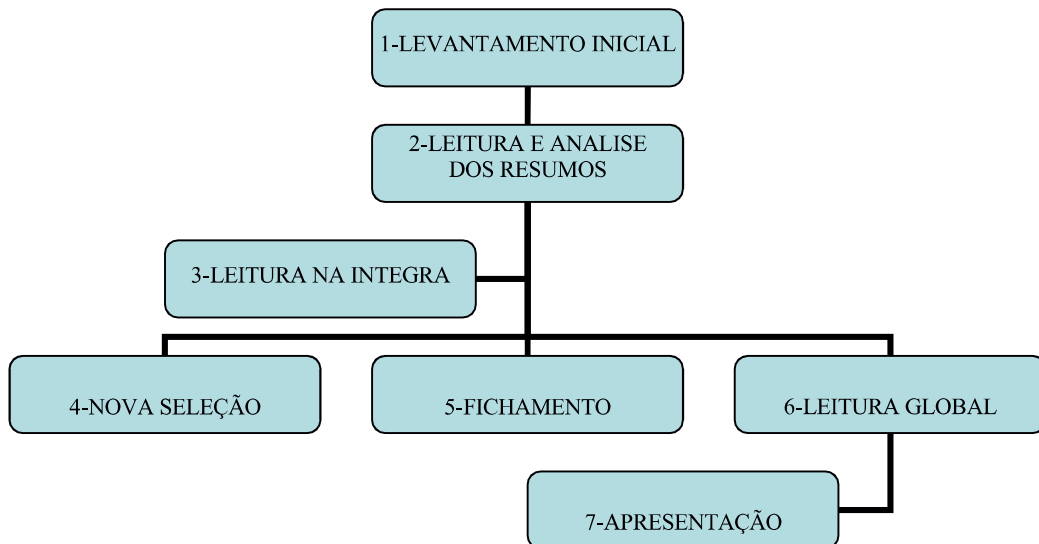 1-LEVANTAMENTO INICIAL
2-LEITURA E ANALISE
DOS RESUMOS
3-LEITURA NA INTEGRA
4-NOVA SELEÇÃO
5-FICHAMENTO
6-LEITURA GLOBAL
7-APRESENTAÇÃO